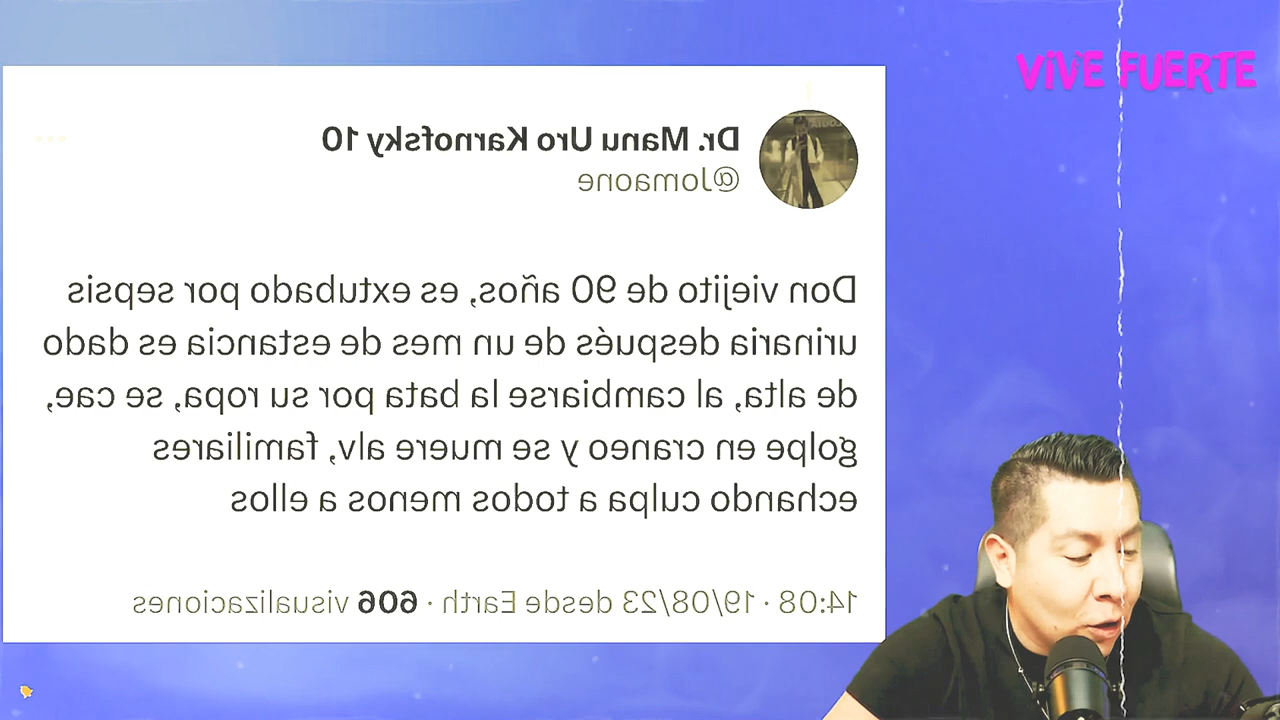 VIVE FUERTE
Dr. Manu Uro Karnofsky 10
@Jomaone
Don viejito de 90 años, es extubado por sepsis
urinaria después de un mes de estancia es dado
de alta, al cambiarse la bata por su ropa, se cae,
golpe en craneo y se muere alv, familiares
echando culpa a todos menos a ellos
14:08 · 19/08/23 desde Earth · 606 visualizaciones